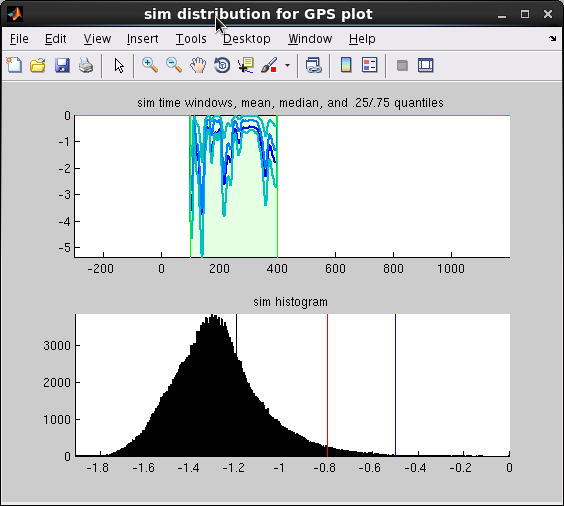 sim distribution for GPS plot
File Edit View Insert Tools Desktop Window Help
sim time windows, mean, median, and .25/.75 quantiles
0
-1
-2
-3
-4
-5
-200 0 200 400 600 800 1000
sim histogram
3000
2000
1000
0
-1.8 -1.6 -1.4 -1.2 -1 -0.8 -0.6 -0.4 -0.2 0